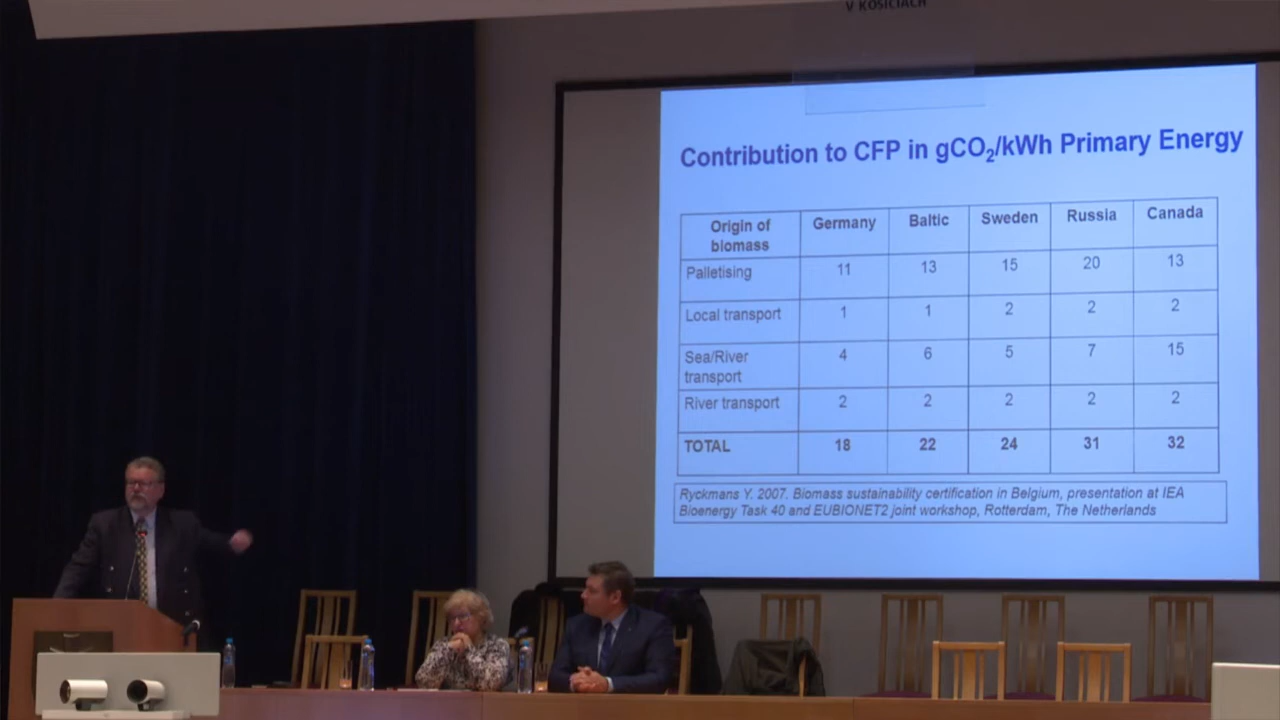 V KOŠICIACH
Contribution to CFP in gCO₂/kWh Primary Energy
Origin of biomass Germany Baltic Sweden Russia Canada
Palletising 11 13 15 20 13
Local transport 1 1 2 2 2
Sea/River transport 4 6 5 7 15
River transport 2 2 2 2 2
TOTAL 18 22 24 31 32
Ryckmans Y. 2007. Biomass sustainability certification in Belgium, presentation at IEA
Bioenergy Task 40 and EUBIONET2 joint workshop, Rotterdam, The Netherlands